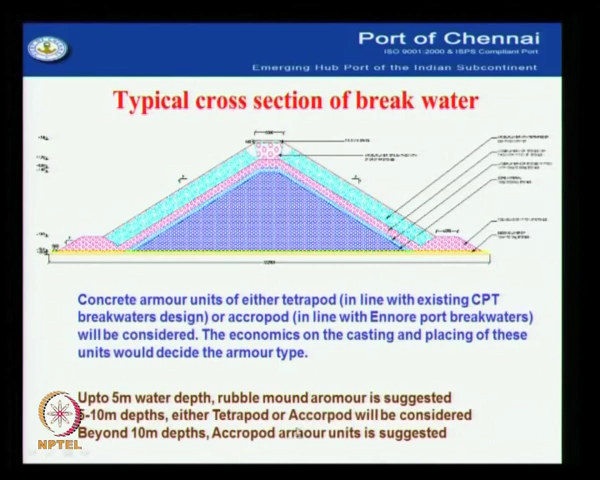 Port of Chennai
ISO 9001:2000 & ISPS Compliant Port
Emerging Hub Port of the Indian Subcontinent
Typical cross section of break water
Concrete armour units of either tetrapod (in line with existing CPT
breakwaters design) or accropod (in line with Ennore port breakwaters)
will be considered. The economics on the casting and placing of these
units would decide the armour type.
Upto 5m water depth, rubble mound aromour is suggested
5-10m depths, either Tetrapod or Accorpod will be considered
Beyond 10m depths, Accropod armour units is suggested
NPTEL